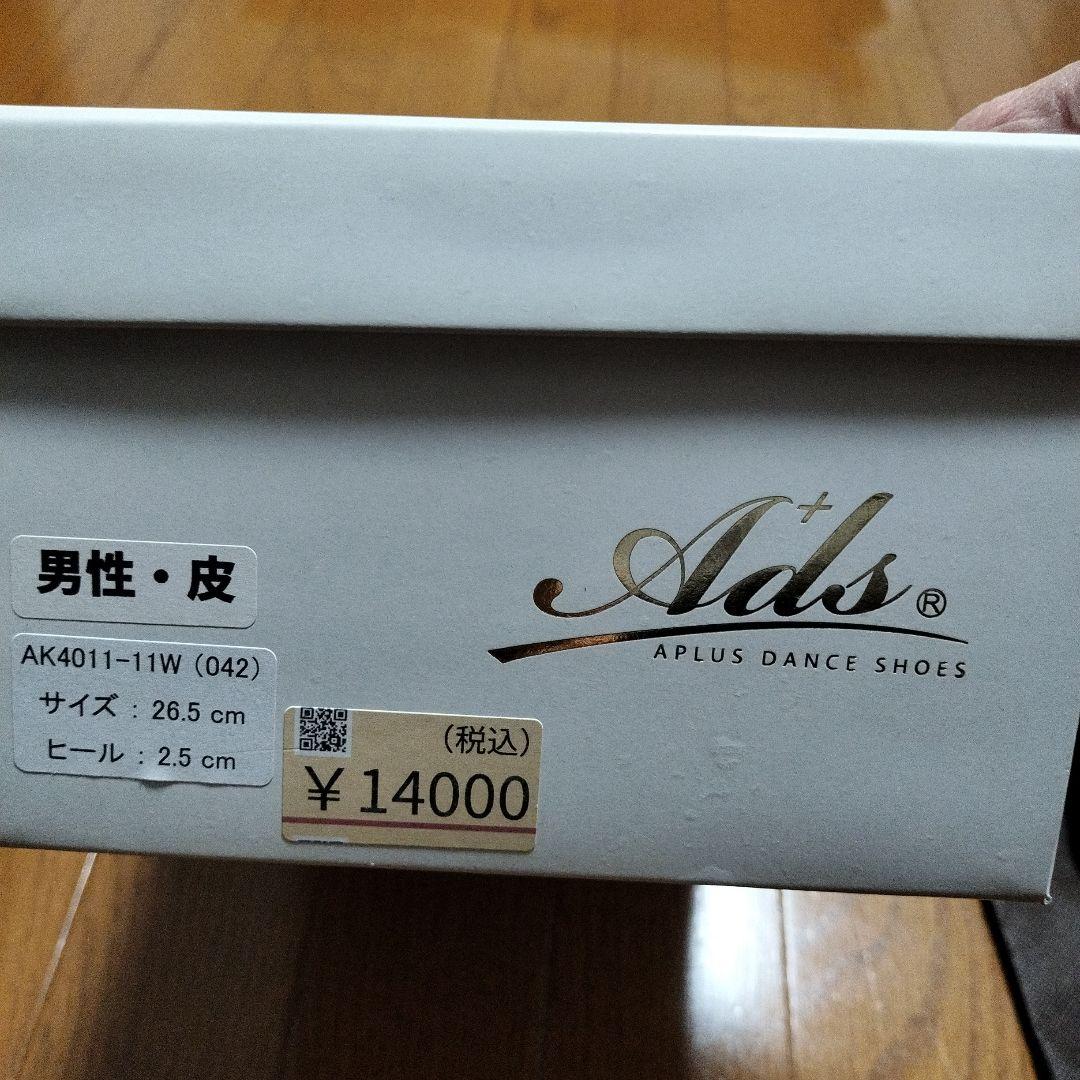 A+ds®
APLUS DANCE SHOES
男性・皮
AK4011-11W (042)
サイズ : 26.5 cm
ヒール : 2.5 cm
(税込)
¥14000